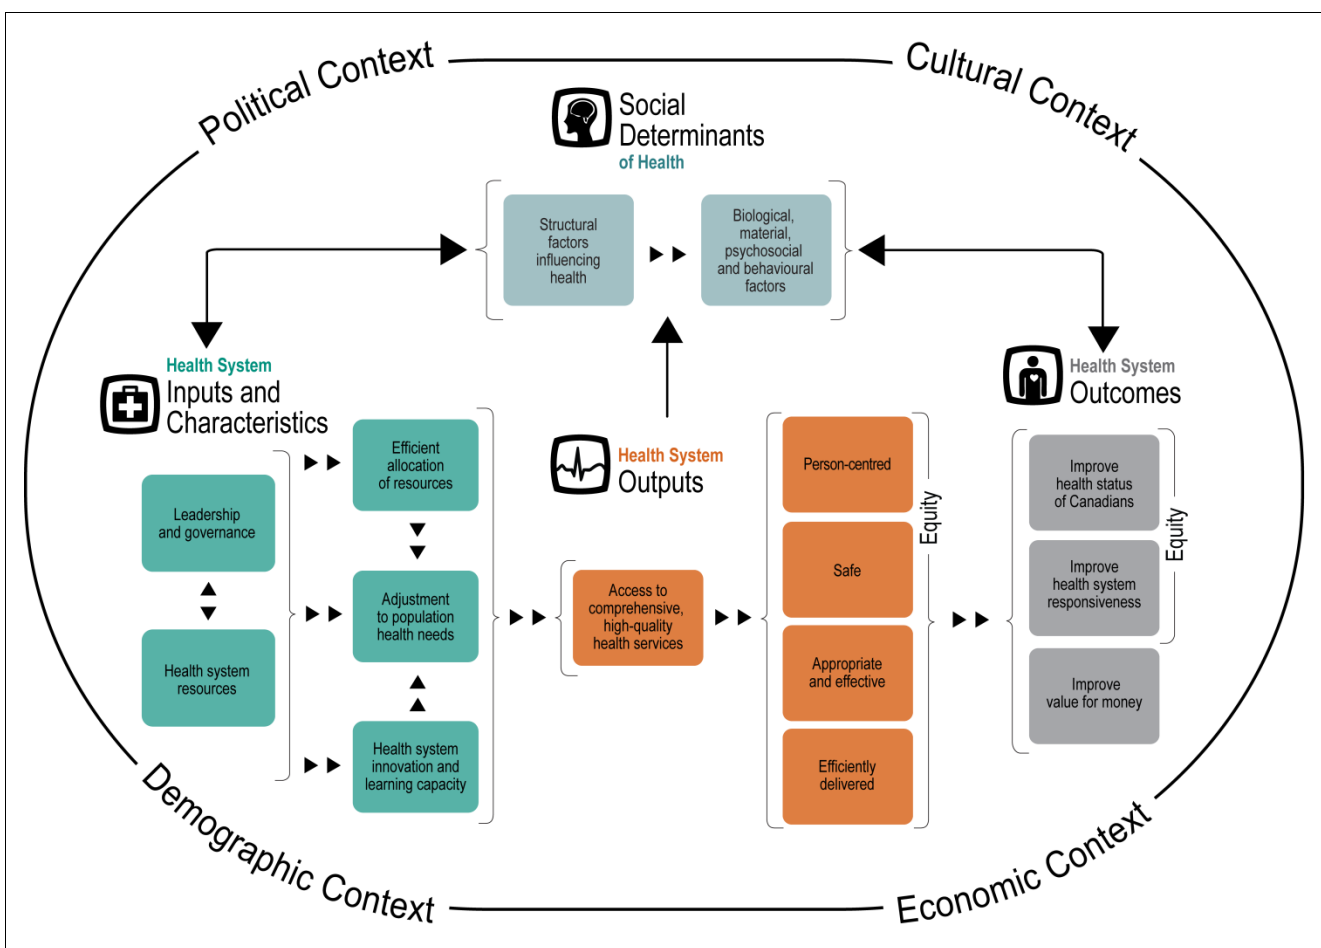 Political Context
Cultural Context
Social
Determinants
of Health
Structural
factors
influencing
health
Biological,
material,
psychosocial
and behavioural
factors
Health System
Inputs and
Characteristics
Leadership
and governance
Health system
resources
Efficient
allocation
of resources
Adjustment
to population
health needs
Health system
innovation and
learning capacity
Health System
Outputs
Access to
comprehensive,
high-quality
health services
Person-centred
Safe
Appropriate
and effective
Efficiently
delivered
Equity
Health System
Outcomes
Improve
health status
of Canadians
Improve
health system
responsiveness
Improve
value for money
Equity
Demographic Context
Economic Context